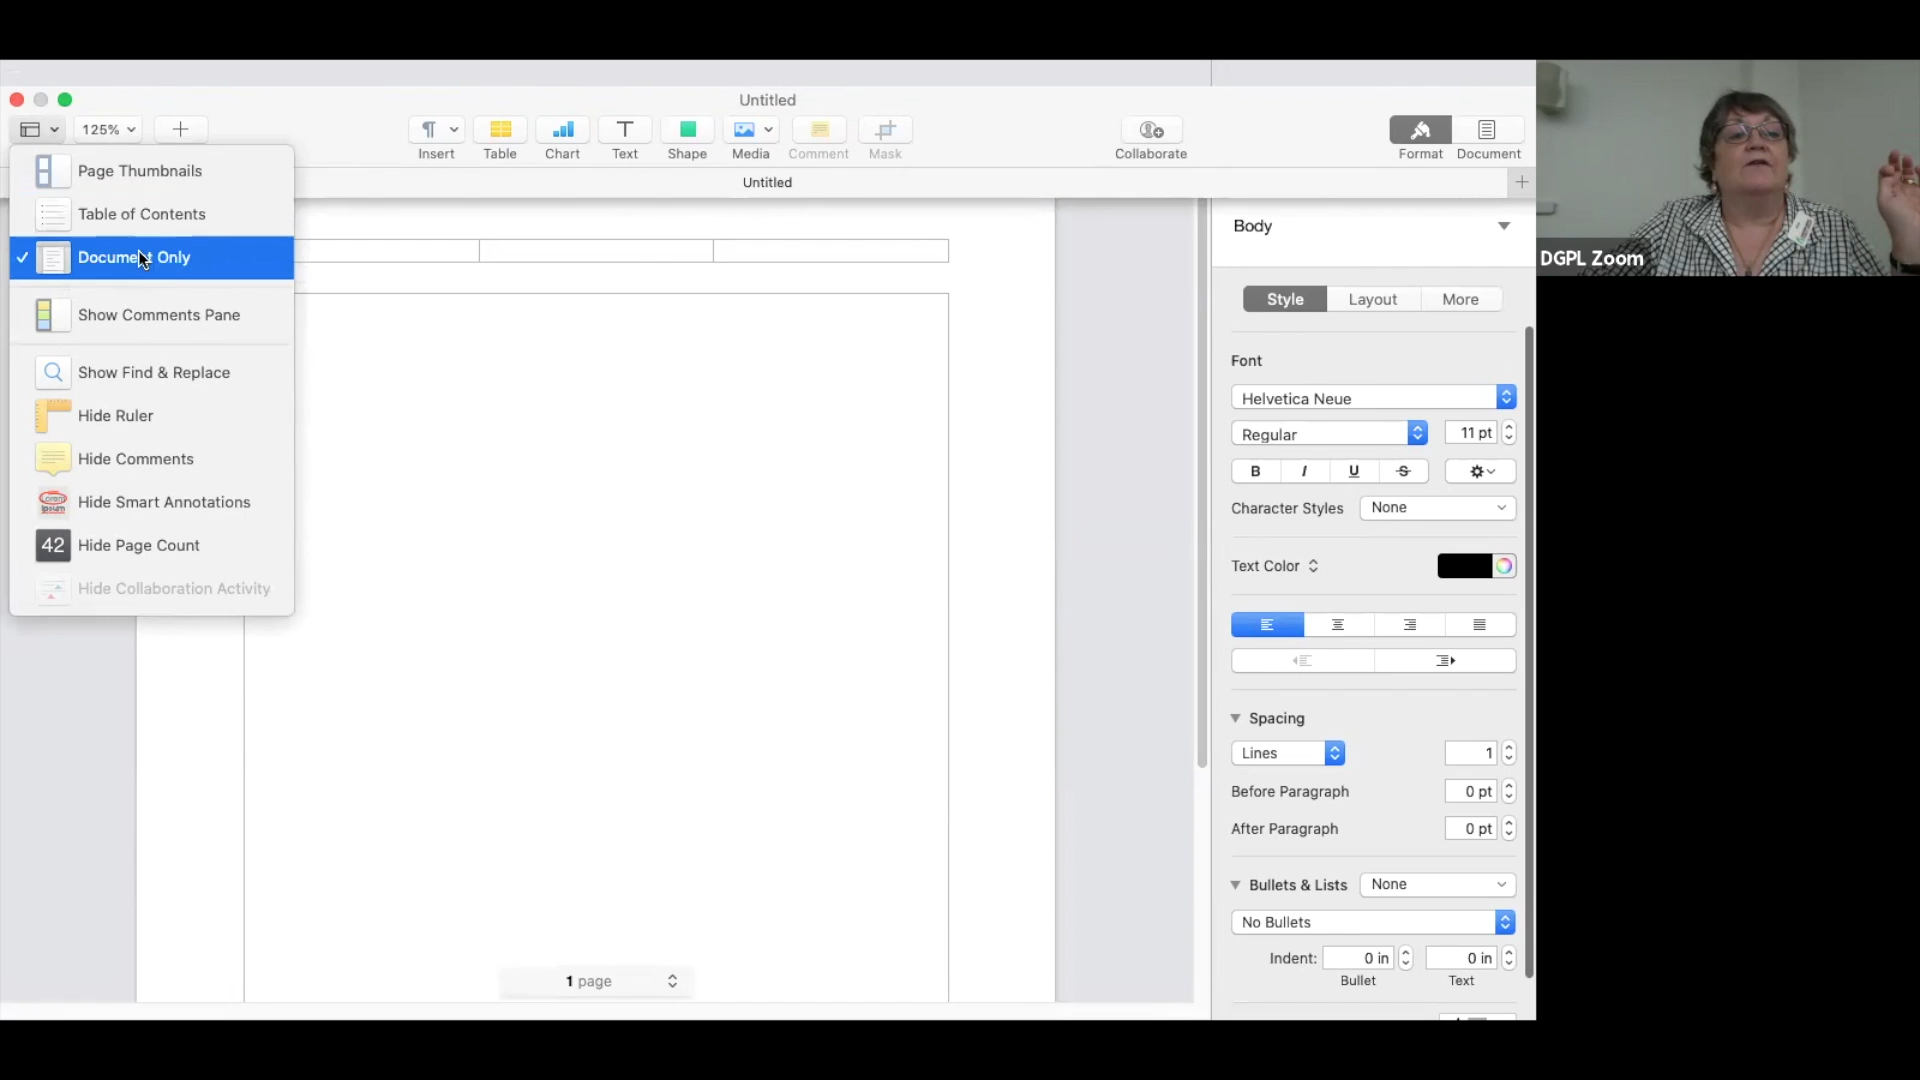 Untitled
125%
Insert
Table
Chart
Text
Shape
Media
Comment
Mask
Collaborate
Format
Document
Untitled
Page Thumbnails
Table of Contents
Document Only
Show Comments Pane
Show Find & Replace
Hide Ruler
Hide Comments
Lorem
Ipsum
Hide Smart Annotations
42 Hide Page Count
Hide Collaboration Activity
1 page
Body
Style Layout More
Font
Helvetica Neue
Regular 11 pt
B I U S
Character Styles None
Text Color
Spacing
Lines 1
Before Paragraph 0 pt
After Paragraph 0 pt
Bullets & Lists None
No Bullets
Indent: 0 in 0 in
Bullet Text
DGPL Zoom